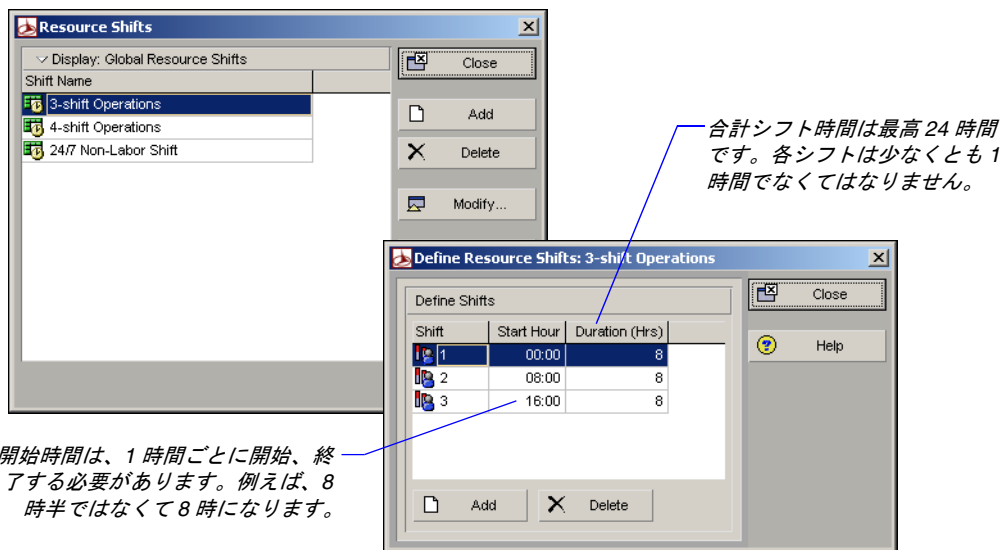 Resource Shifts
Display: Global Resource Shifts
Shift Name
3-shift Operations
4-shift Operations
24/7 Non-Labor Shift
Close
Add
Delete
Modify...
合計シフト時間は最高 24 時間
です。各シフトは少なくとも 1
時間でなくてはなりません。
Define Resource Shifts: 3-shift Operations
Define Shifts
Shift Start Hour Duration (Hrs)
1 00:00 8
2 08:00 8
3 16:00 8
Add
Delete
Close
Help
開始時間は、1 時間ごとに開始、終
了する必要があります。例えば、8
時半ではなくて 8 時になります。